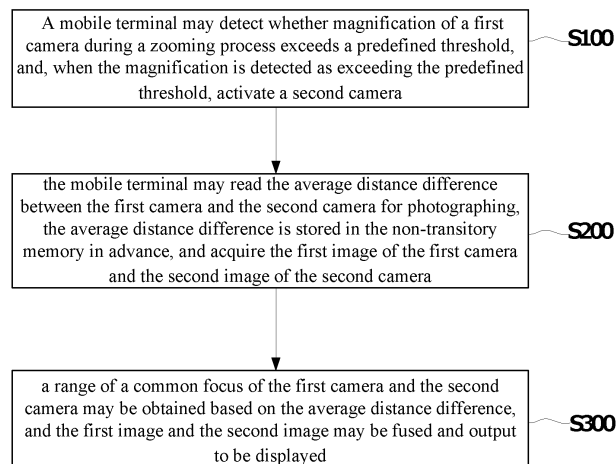 A mobile terminal may detect whether magnification of a first
camera during a zooming process exceeds a predefined threshold,
and, when the magnification is detected as exceeding the predefined
threshold, activate a second camera
S100
the mobile terminal may read the average distance difference
between the first camera and the second camera for photographing,
the average distance difference is stored in the non-transitory
memory in advance, and acquire the first image of the first camera
and the second image of the second camera
S200
a range of a common focus of the first camera and the second
camera may be obtained based on the average distance difference,
and the first image and the second image may be fused and output
to be displayed
S300